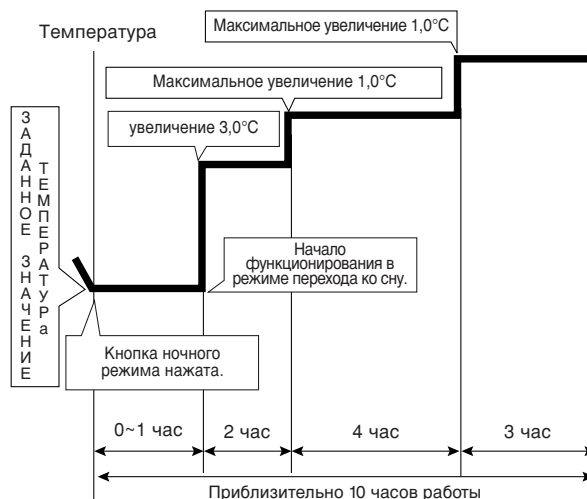 Температура
Максимальное увеличение 1,0°C
Максимальное увеличение 1,0°C
увеличение 3,0°C
ЗАДАННОЕ ЗНАЧЕНИЕ
ТЕМПЕРАТУРа
Начало
функционирования в
режиме перехода ко сну.
Кнопка ночного
режима нажата.
0~1 час
2 час
4 час
3 час
Приблизительно 10 часов работы